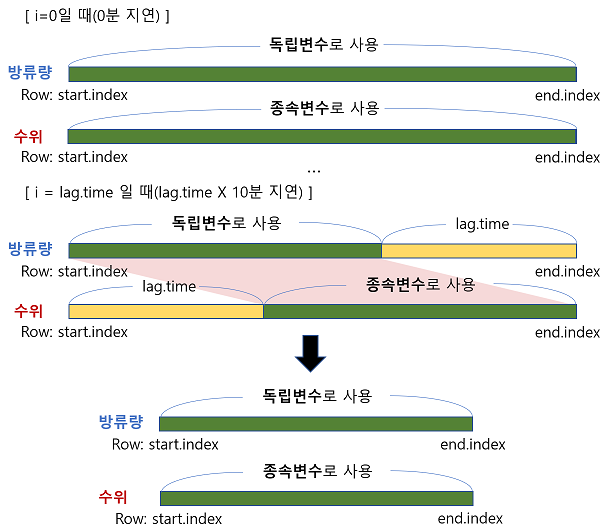 [ i=0일 때(0분 지연) ]
독립변수로 사용
방류량
Row: start.index end.index
종속변수로 사용
수위
Row: start.index end.index
...
[ i = lag.time 일 때(lag.time X 10분 지연) ]
독립변수로 사용 lag.time
방류량
Row: start.index end.index
lag.time 종속변수로 사용
수위
Row: start.index end.index
독립변수로 사용
방류량
Row: start.index end.index
종속변수로 사용
수위
Row: start.index end.index